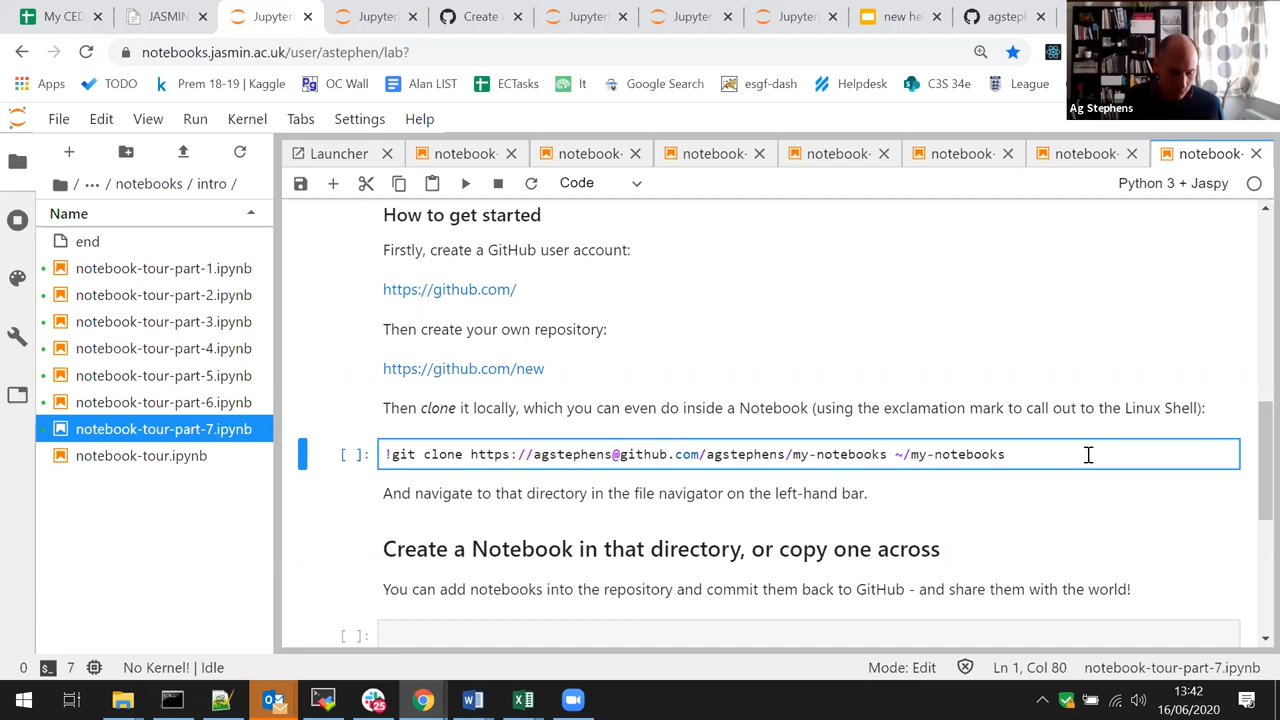 My CED
JASMIN
Jupyter
Jupyter
Create
Jupyter
Jupyter
Jupyter
new he
agstep
notebooks.jasmin.ac.uk/user/astephen/lab?
Apps
TODO
Prem 18-19 | Kaggle
OC Wall
Alan LIST
ECTasks
It
Google Search
esgf-dash
Helpdesk
C3S 34e
League
Ag Stephens
File Edit View Run Kernel Tabs Settings Help
Launcher
notebook-
notebook-
notebook-
notebook-
notebook-
notebook-
notebook-
/ ... / notebooks / intro /
Code
Python 3 + Jaspy
Name
end
notebook-tour-part-1.ipynb
notebook-tour-part-2.ipynb
notebook-tour-part-3.ipynb
notebook-tour-part-4.ipynb
notebook-tour-part-5.ipynb
notebook-tour-part-6.ipynb
notebook-tour-part-7.ipynb
notebook-tour.ipynb
How to get started
Firstly, create a GitHub user account:
https://github.com/
Then create your own repository:
https://github.com/new
Then clone it locally, which you can even do inside a Notebook (using the exclamation mark to call out to the Linux Shell):
[ ]: !git clone https://agstephens@github.com/agstephens/my-notebooks ~/my-notebooks
And navigate to that directory in the file navigator on the left-hand bar.
Create a Notebook in that directory, or copy one across
You can add notebooks into the repository and commit them back to GitHub - and share them with the world!
[ ]:
0
7
No Kernel! | Idle
Mode: Edit
Ln 1, Col 80
notebook-tour-part-7.ipynb
25
13:42
16/06/2020